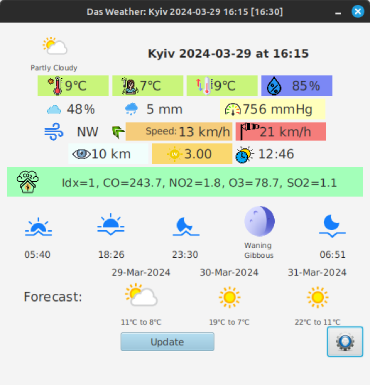 Das Weather: Kyiv 2024-03-29 16:15 [16:30]
Kyiv 2024-03-29 at 16:15
Partly Cloudy
9°C 7°C 9°C 85%
48% 5 mm 756 mmHg
NW Speed: 13 km/h 21 km/h
10 km 3.00 12:46
CO2 Idx=1, CO=243.7, NO2=1.8, O3=78.7, SO2=1.1
05:40 18:26 23:30 Waning Gibbous 06:51
29-Mar-2024 30-Mar-2024 31-Mar-2024
Forecast:
11°C to 8°C 19°C to 7°C 22°C to 11°C
Update